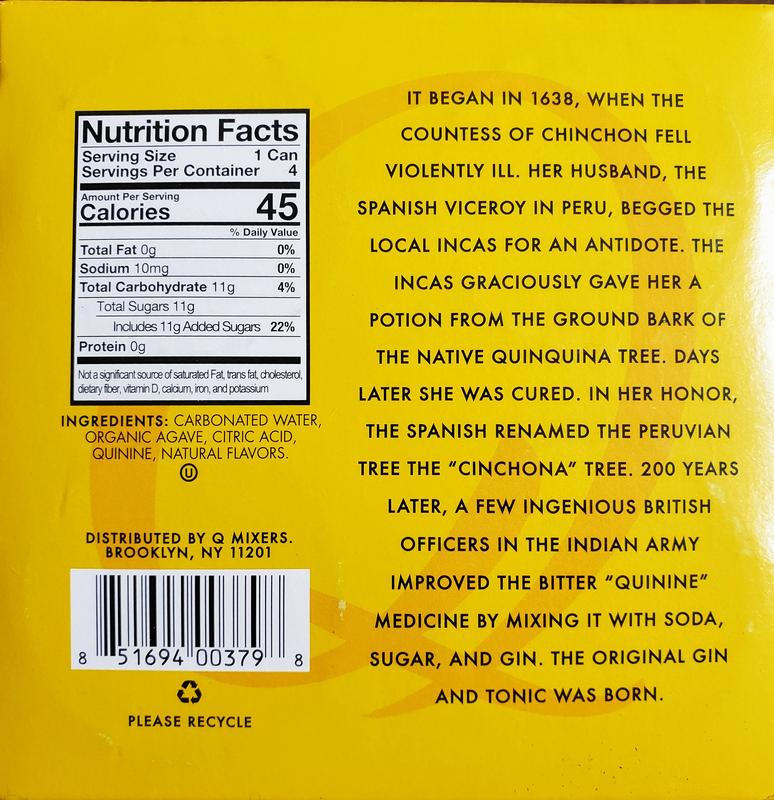 Nutrition Facts
Serving Size 1 Can
Servings Per Container 4
Amount Per Serving
Calories 45
% Daily Value
Total Fat 0g 0%
Sodium 10mg 0%
Total Carbohydrate 11g 4%
Total Sugars 11g
Includes 11g Added Sugars 22%
Protein 0g
Not a significant source of saturated Fat, trans fat, cholesterol,
dietary fiber, vitamin D, calcium, iron, and potassium
INGREDIENTS: CARBONATED WATER,
ORGANIC AGAVE, CITRIC ACID,
QUININE, NATURAL FLAVORS.
U
DISTRIBUTED BY Q MIXERS.
BROOKLYN, NY 11201
8 51694 00379 8
PLEASE RECYCLE
IT BEGAN IN 1638, WHEN THE
COUNTESS OF CHINCHON FELL
VIOLENTLY ILL. HER HUSBAND, THE
SPANISH VICEROY IN PERU, BEGGED THE
LOCAL INCAS FOR AN ANTIDOTE. THE
INCAS GRACIOUSLY GAVE HER A
POTION FROM THE GROUND BARK OF
THE NATIVE QUINQUINA TREE. DAYS
LATER SHE WAS CURED. IN HER HONOR,
THE SPANISH RENAMED THE PERUVIAN
TREE THE “CINCHONA” TREE. 200 YEARS
LATER, A FEW INGENIOUS BRITISH
OFFICERS IN THE INDIAN ARMY
IMPROVED THE BITTER “QUININE”
MEDICINE BY MIXING IT WITH SODA,
SUGAR, AND GIN. THE ORIGINAL GIN
AND TONIC WAS BORN.